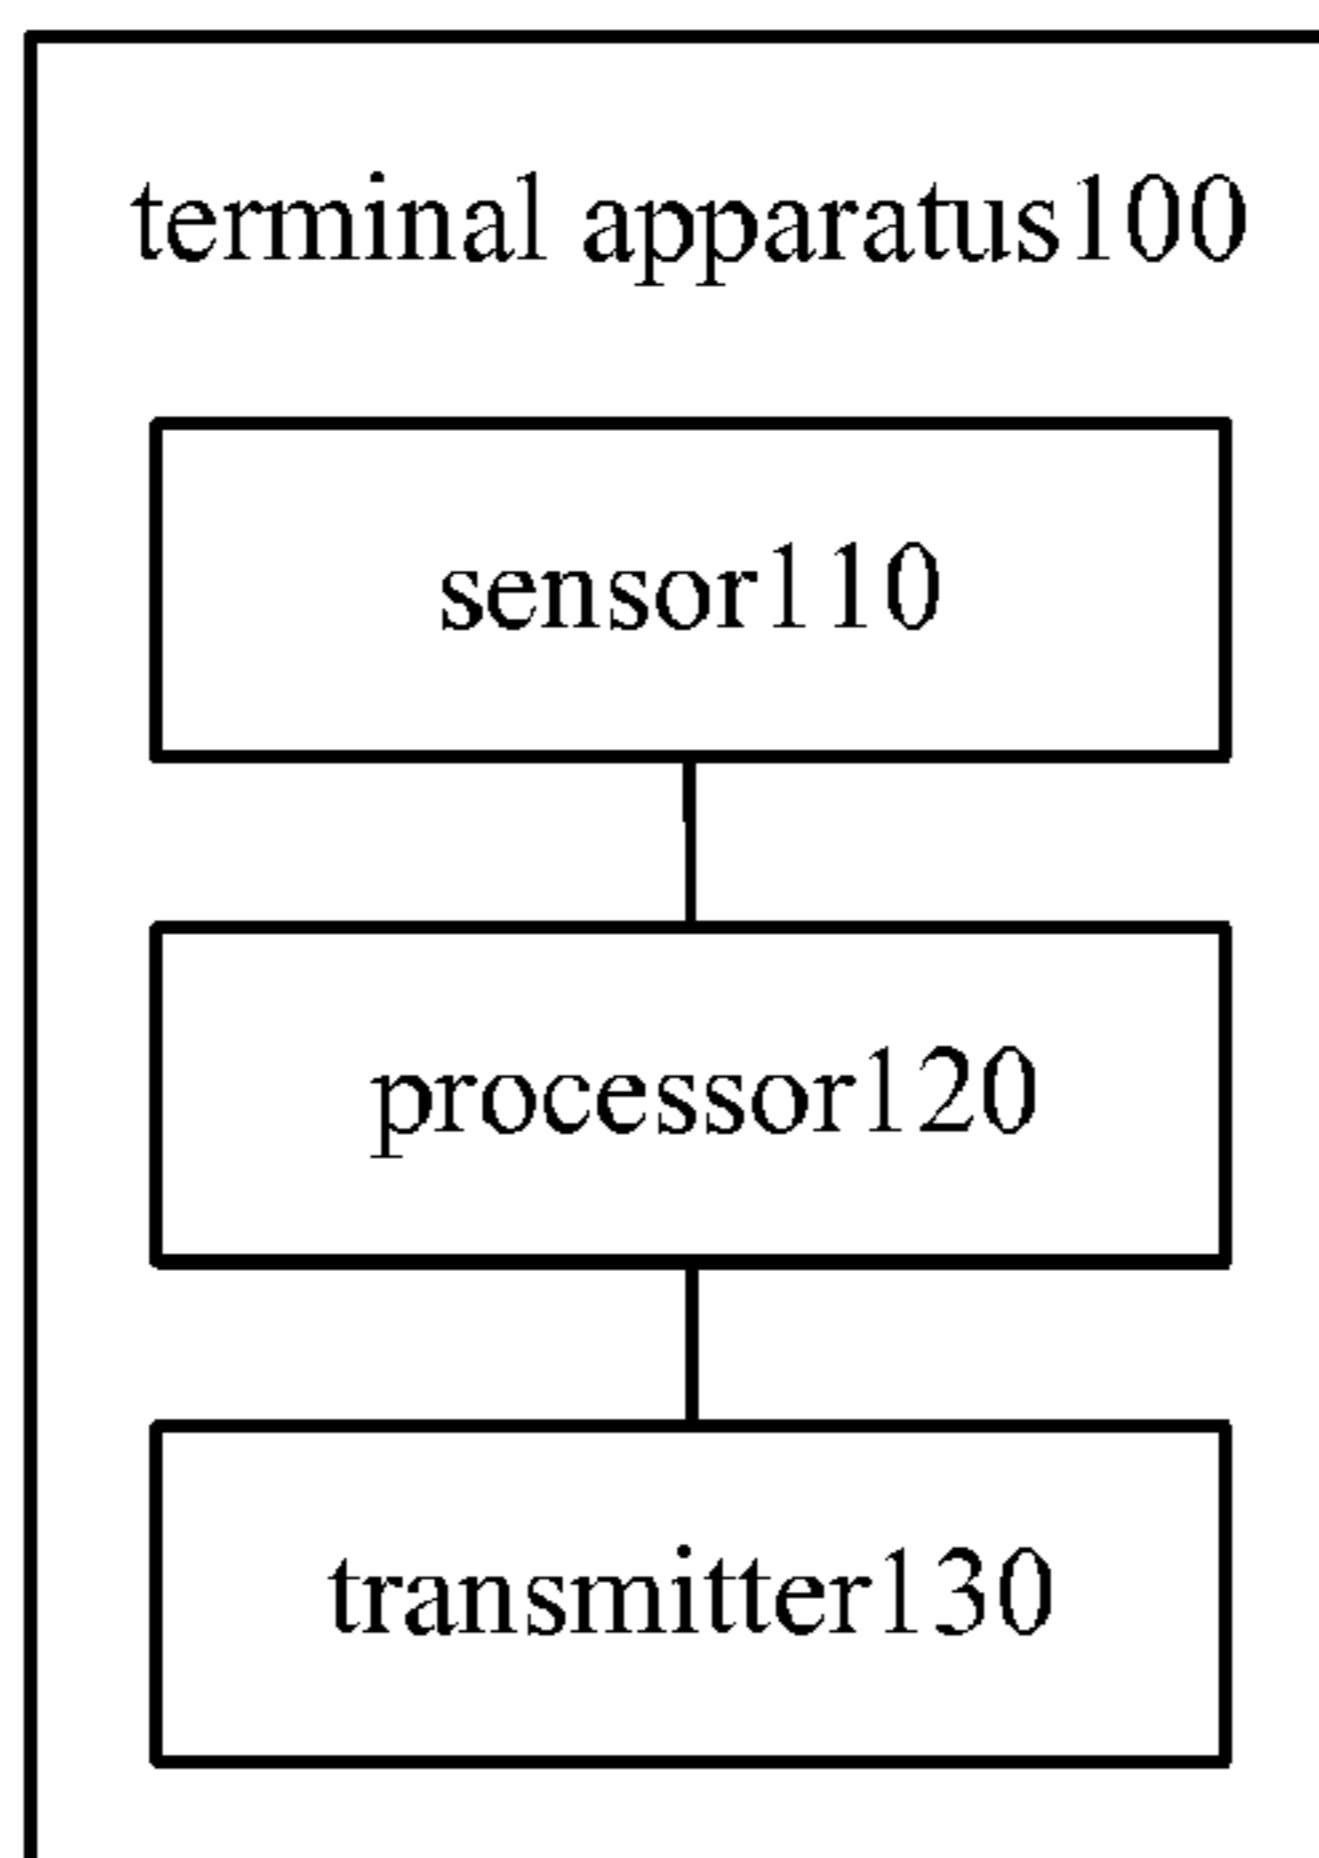 terminal apparatus100
sensor110
processor120
transmitter130